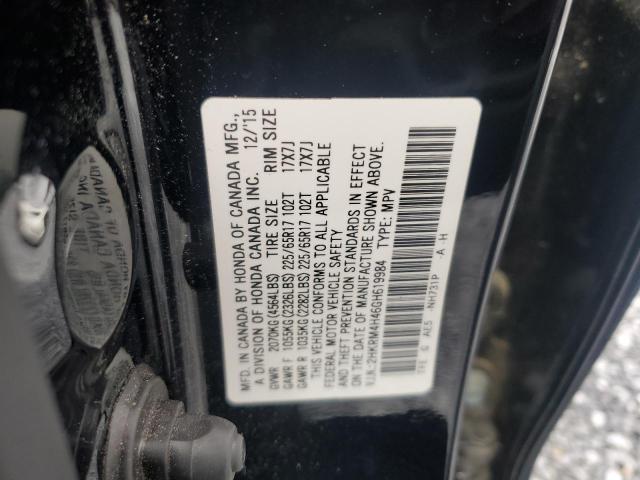 MFD. IN CANADA BY HONDA OF CANADA MFG.,
A DIVISION OF HONDA CANADA INC. 12/'15
TIRE SIZE RIM SIZE
GVWR 2070KG(4564LBS)
GAWR F 1055KG(2326LBS) 225/65R17 102T 17X7J
GAWR R 1035KG(2282LBS) 225/65R17 102T 17X7J
THIS VEHICLE CONFORMS TO ALL APPLICABLE
FEDERAL MOTOR VEHICLE SAFETY
AND THEFT PREVENTION STANDARDS IN EFFECT
ON THE DATE OF MANUFACTURE SHOWN ABOVE.
V.I.N.:2HKRM4H46GH619984 TYPE: MPV
AE5 -NH731P -A -H